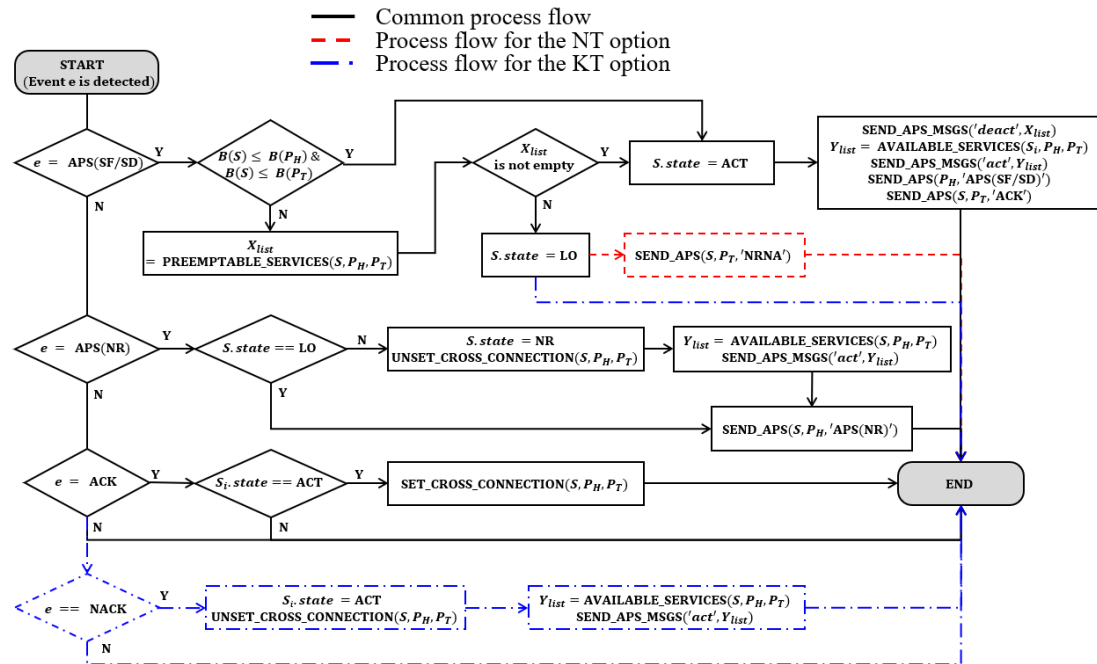 Common process flow
Process flow for the NT option
Process flow for the KT option
START
(Event e is detected)
e = APS(SF/SD)
Y
N
B(S) ≤ B(P_H) &
B(S) ≤ B(P_T)
Y
N
X_list
= PREEMPTABLE_SERVICES(S, P_H, P_T)
X_list
is not empty
Y
N
S.state = ACT
SEND_APS_MSGS('deact', X_list)
Y_list = AVAILABLE_SERVICES(S_i, P_H, P_T)
SEND_APS_MSGS('act', Y_list)
SEND_APS(P_H, 'APS(SF/SD)')
SEND_APS(S, P_T, 'ACK')
S.state = LO
SEND_APS(S, P_T, 'NRNA')
e = APS(NR)
Y
N
S.state == LO
N
Y
S.state = NR
UNSET_CROSS_CONNECTION(S, P_H, P_T)
Y_list = AVAILABLE_SERVICES(S, P_H, P_T)
SEND_APS_MSGS('act', Y_list)
SEND_APS(S, P_H, 'APS(NR)')
e = ACK
Y
N
S_i.state == ACT
Y
N
SET_CROSS_CONNECTION(S, P_H, P_T)
END
e == NACK
Y
N
S_i.state = ACT
UNSET_CROSS_CONNECTION(S, P_H, P_T)
Y_list = AVAILABLE_SERVICES(S, P_H, P_T)
SEND_APS_MSGS('act', Y_list)